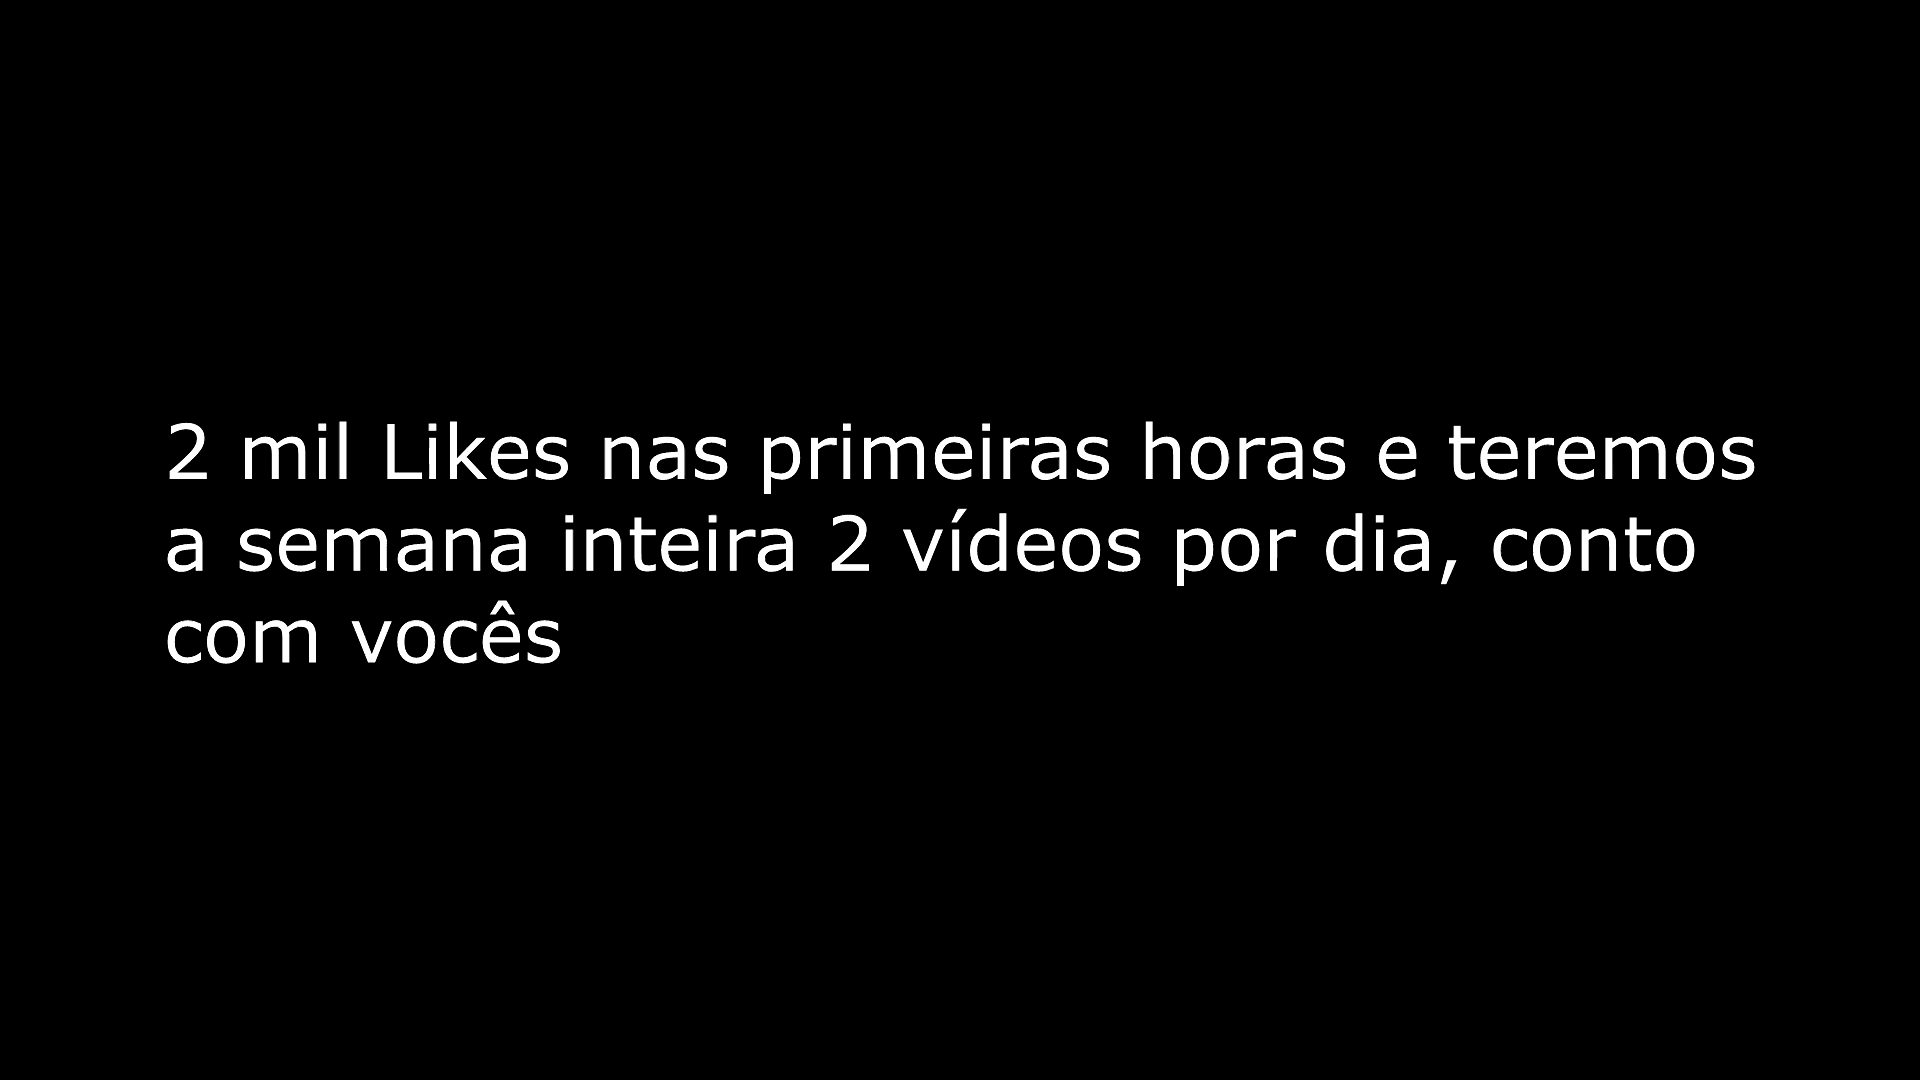 2 mil Likes nas primeiras horas e teremos
a semana inteira 2 vídeos por dia, conto
com vocês